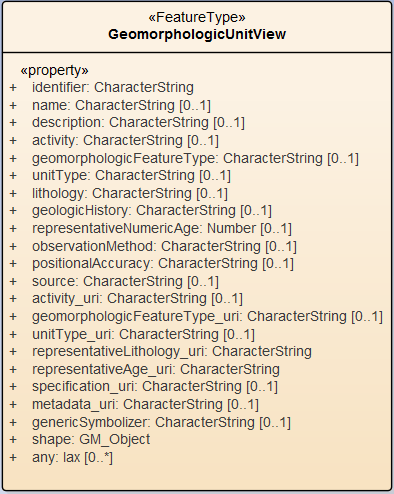 «FeatureType»
GeomorphologicUnitView
«property»
+ identifier: CharacterString
+ name: CharacterString [0..1]
+ description: CharacterString [0..1]
+ activity: CharacterString [0..1]
+ geomorphologicFeatureType: CharacterString [0..1]
+ unitType: CharacterString [0..1]
+ lithology: CharacterString [0..1]
+ geologicHistory: CharacterString [0..1]
+ representativeNumericAge: Number [0..1]
+ observationMethod: CharacterString [0..1]
+ positionalAccuracy: CharacterString [0..1]
+ source: CharacterString [0..1]
+ activity_uri: CharacterString [0..1]
+ geomorphologicFeatureType_uri: CharacterString [0..1]
+ unitType_uri: CharacterString [0..1]
+ representativeLithology_uri: CharacterString
+ representativeAge_uri: CharacterString
+ specification_uri: CharacterString [0..1]
+ metadata_uri: CharacterString [0..1]
+ genericSymbolizer: CharacterString [0..1]
+ shape: GM_Object
+ any: lax [0..*]